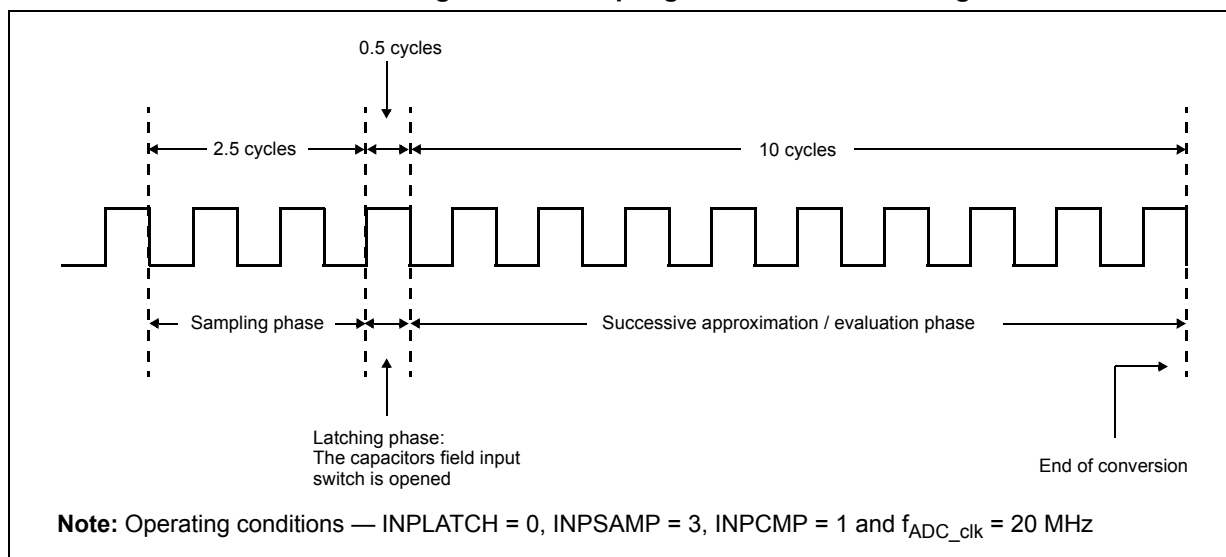 0.5 cycles
2.5 cycles
10 cycles
Sampling phase
Successive approximation / evaluation phase
Latching phase:
The capacitors field input
switch is opened
End of conversion
Note: Operating conditions — INPLATCH = 0, INPSAMP = 3, INPCMP = 1 and fADC_clk = 20 MHz